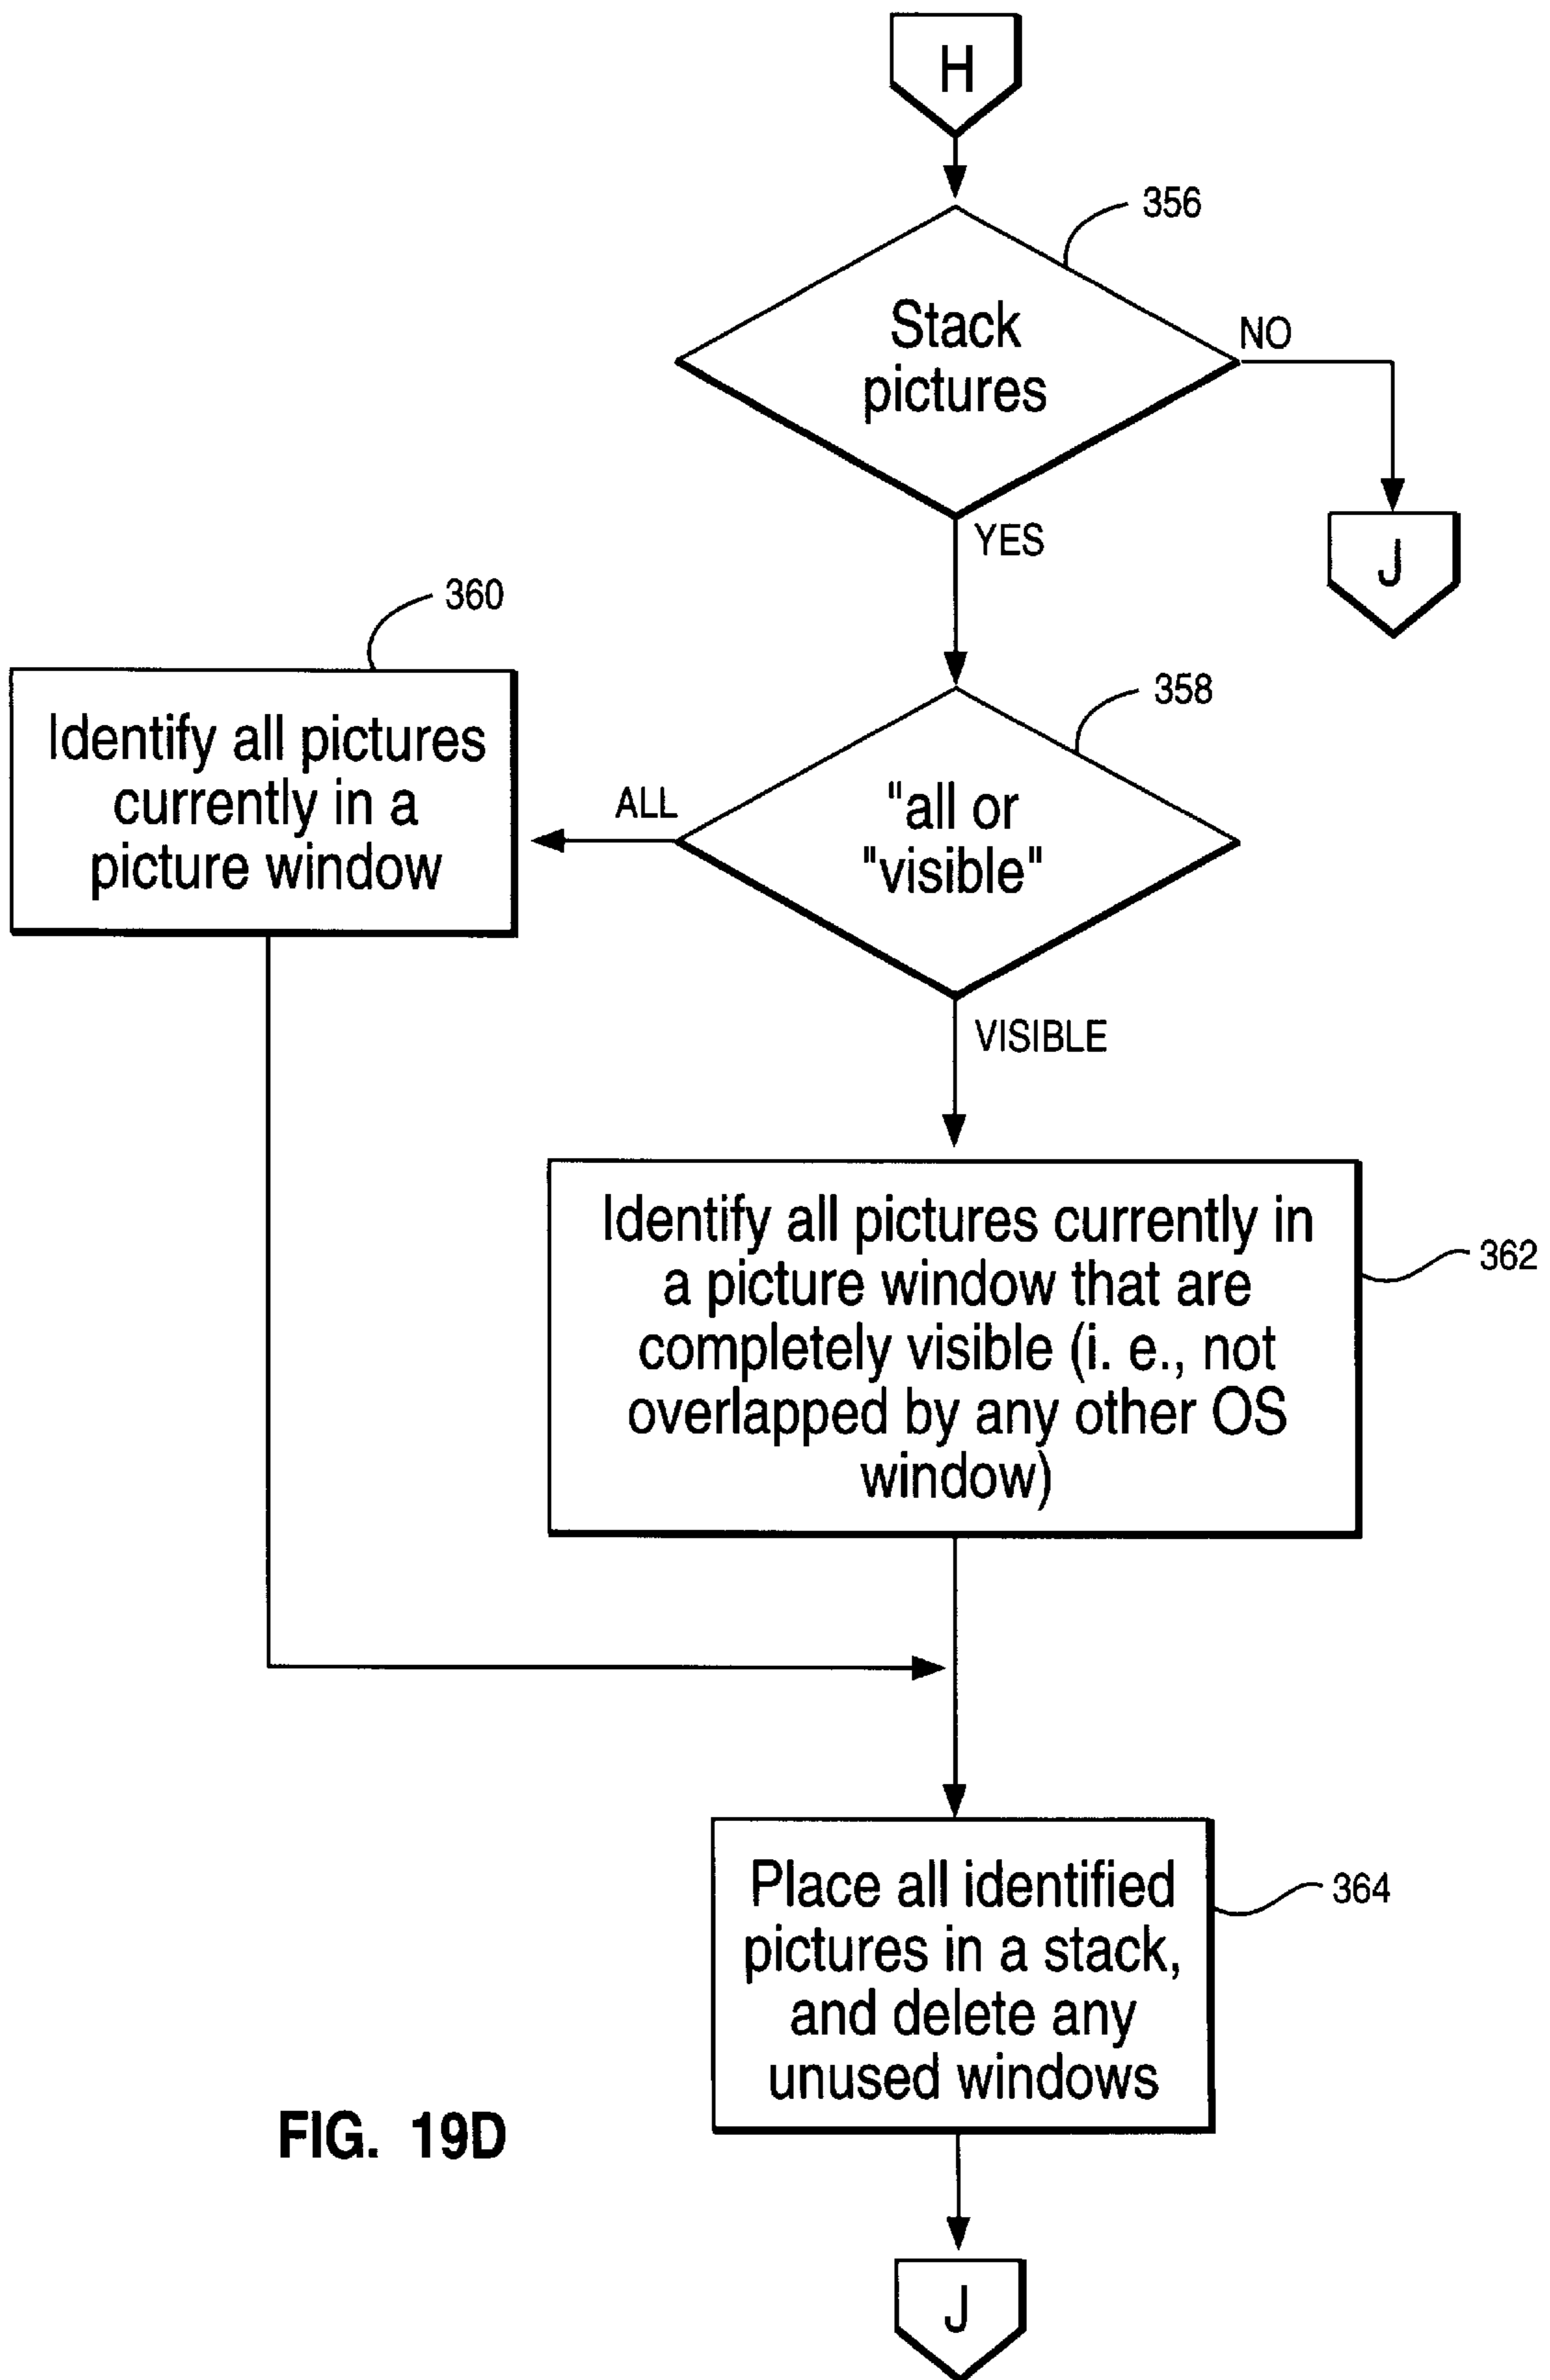 H
356
Stack
pictures
NO
J
YES
360
358
Identify all pictures
currently in a
picture window
ALL
"all or
"visible"
VISIBLE
Identify all pictures currently in
a picture window that are
completely visible (i. e., not
overlapped by any other OS
window)
362
Place all identified
pictures in a stack,
and delete any
unused windows
364
FIG. 19D
J